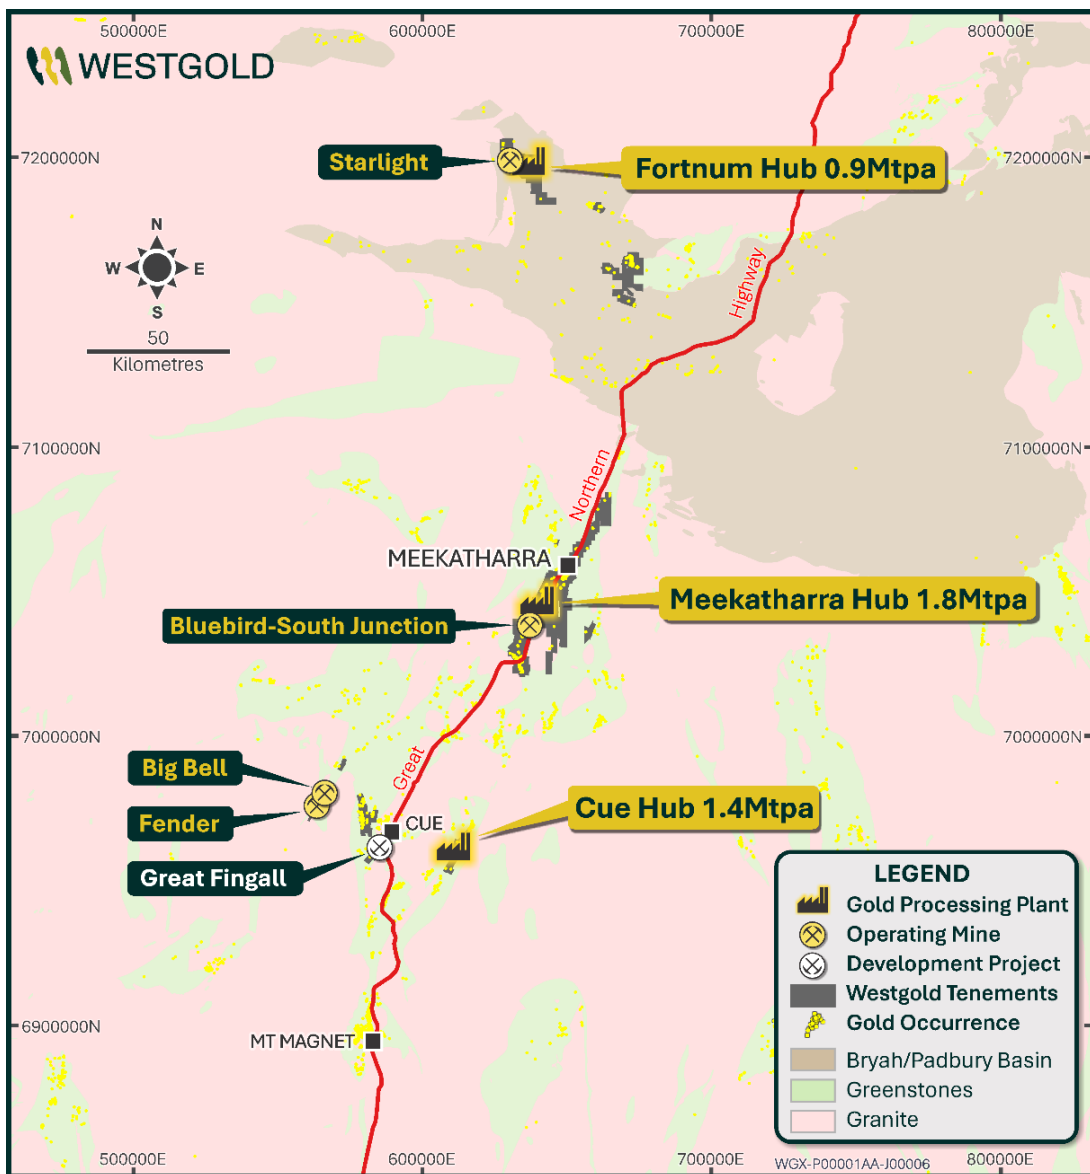 500000E
600000E
700000E
800000E
WESTGOLD
7200000N
7200000N
Starlight
Fortnum Hub 0.9Mtpa
N
W
E
S
50
Kilometres
Highway
7100000N
7100000N
Northern
MEEKATHARRA
Meekatharra Hub 1.8Mtpa
Bluebird-South Junction
7000000N
7000000N
Great
Big Bell
Fender
CUE
Cue Hub 1.4Mtpa
Great Fingall
LEGEND
Gold Processing Plant
Operating Mine
Development Project
Westgold Tenements
Gold Occurrence
Bryah/Padbury Basin
Greenstones
Granite
6900000N
MT MAGNET
500000E
600000E
700000E
800000E
WGX-P00001AA-J00006